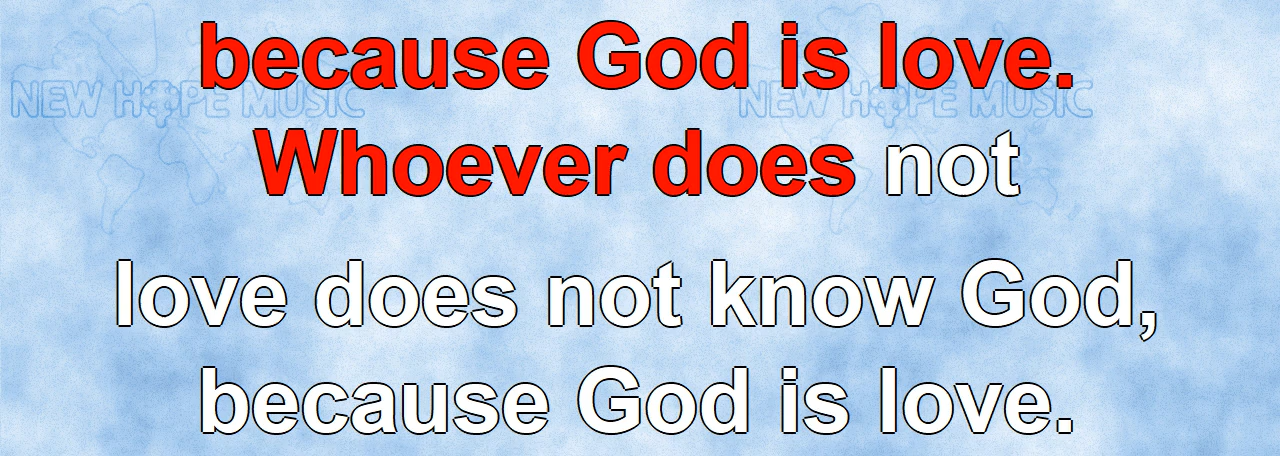 because God is love.
NEW HOPE MUSIC NEW HOPE MUSIC
Whoever does not
love does not know God,
because God is love.